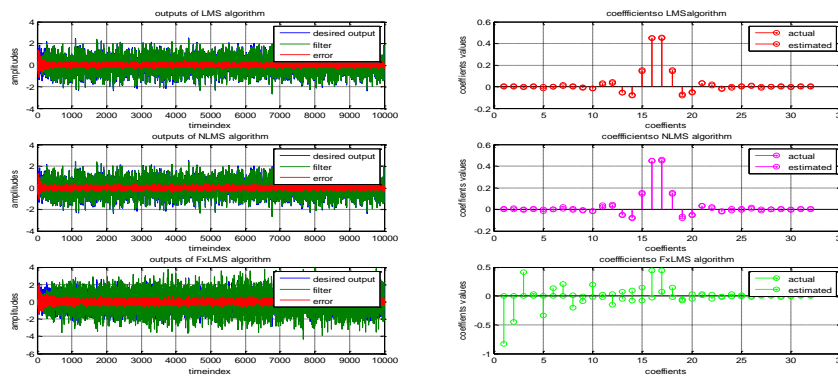 outputs of LMS algorithm
amplitudes
4
2
0
-2
-4
0 1000 2000 3000 4000 5000 6000 7000 8000 9000 10000
timeindex
desired output
filter
error
coeffficientso LMSalgorithm
coeffients values
0.6
0.4
0.2
0
-0.2
0 5 10 15 20 25 30 35
coeffients
actual
estimated
outputs of NLMS algorithm
amplitudes
4
2
0
-2
-4
0 1000 2000 3000 4000 5000 6000 7000 8000 9000 10000
timeindex
desired output
filter
error
coefficientso NLMS algorithm
coeffients values
0.6
0.4
0.2
0
-0.2
0 5 10 15 20 25 30
coeffients
actual
estimated
outputs of FxLMS algorithm
amplitudes
4
2
0
-2
-4
-6
0 1000 2000 3000 4000 5000 6000 7000 8000 9000 10000
timeindex
desired output
filter
error
coeffficientso FxLMS algorithm
coeffients values
0.5
0
-0.5
-1
0 5 10 15 20 25 30
coeffients
actual
estimated